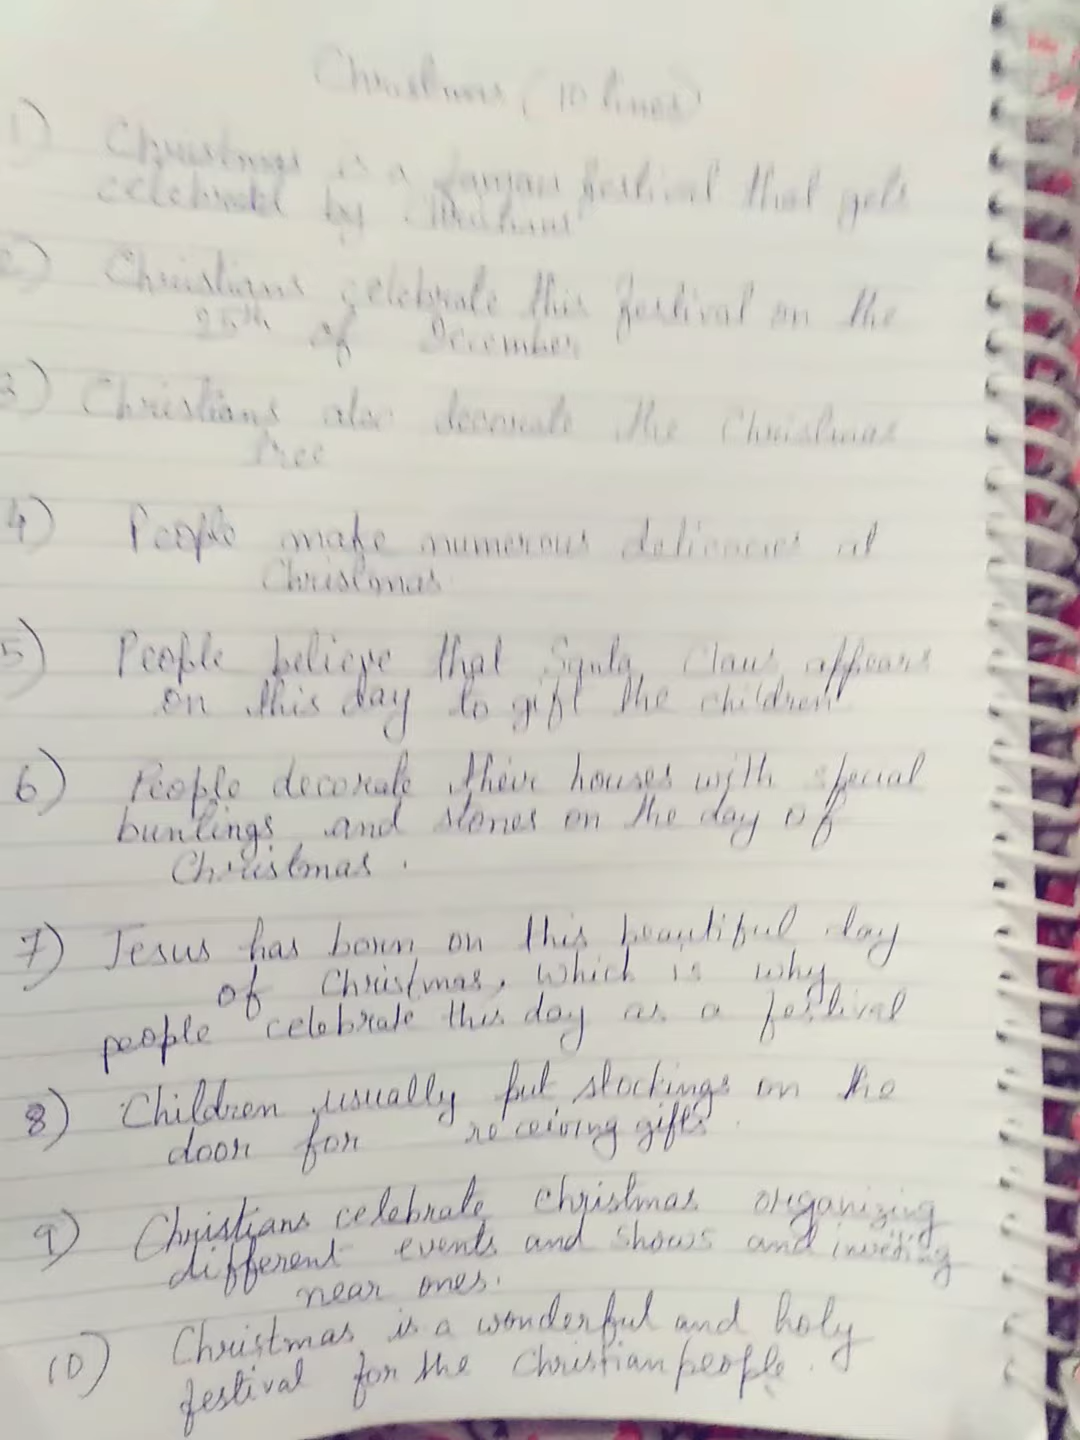 Christmas (10 lines)
1) Christmas is a famous festival that gets
celebrated by Christians
2) Christians celebrate this festival on the
25th of December
3) Christians also decorate the Christmas
tree
4) People make numerous delicacies at
Christmas.
5) People believe that Santa Claus appears
on this day to gift the children
6) People decorate their houses with special
buntings and stones on the day of
Christmas.
7) Jesus has born on this beautiful day
of Christmas, which is why
people celebrate this day as a festival
8) Children usually put stockings on the
door for receiving gifts.
9) Christians celebrate christmas organizing
different events and shows and inviting
near ones.
10) Christmas is a wonderful and holy
festival for the Christian people.